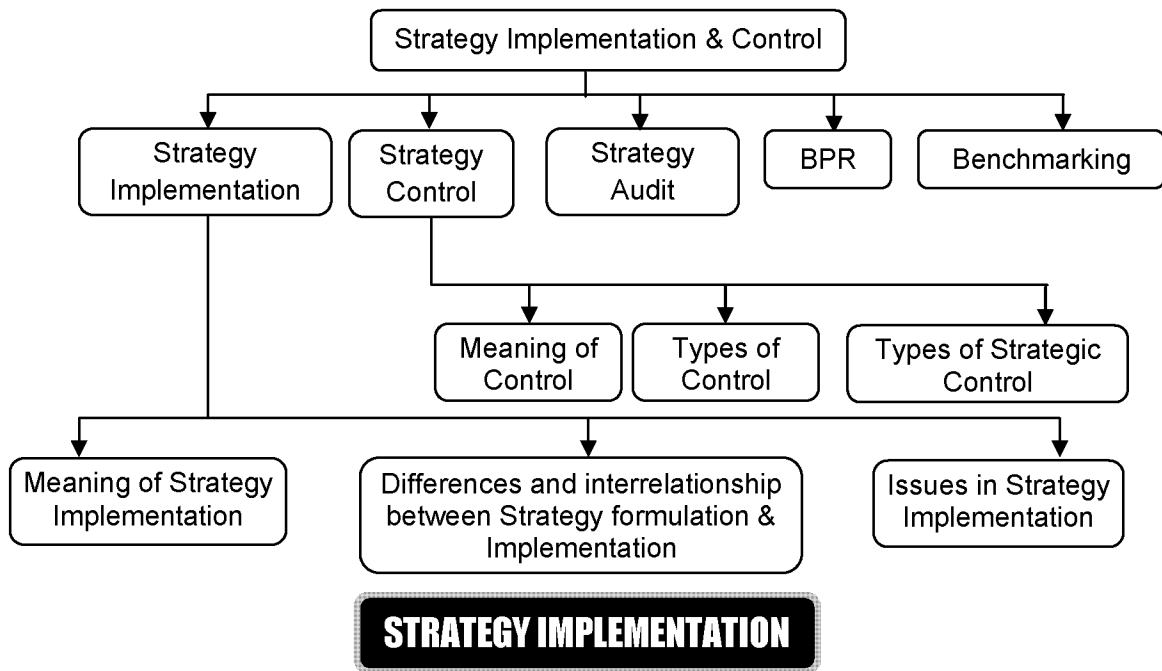 Strategy Implementation & Control
Strategy
Implementation
Strategy
Control
Strategy
Audit
BPR
Benchmarking
Meaning of
Control
Types of
Control
Types of Strategic
Control
Meaning of Strategy
Implementation
Differences and interrelationship
between Strategy formulation &
Implementation
Issues in Strategy
Implementation
STRATEGY IMPLEMENTATION